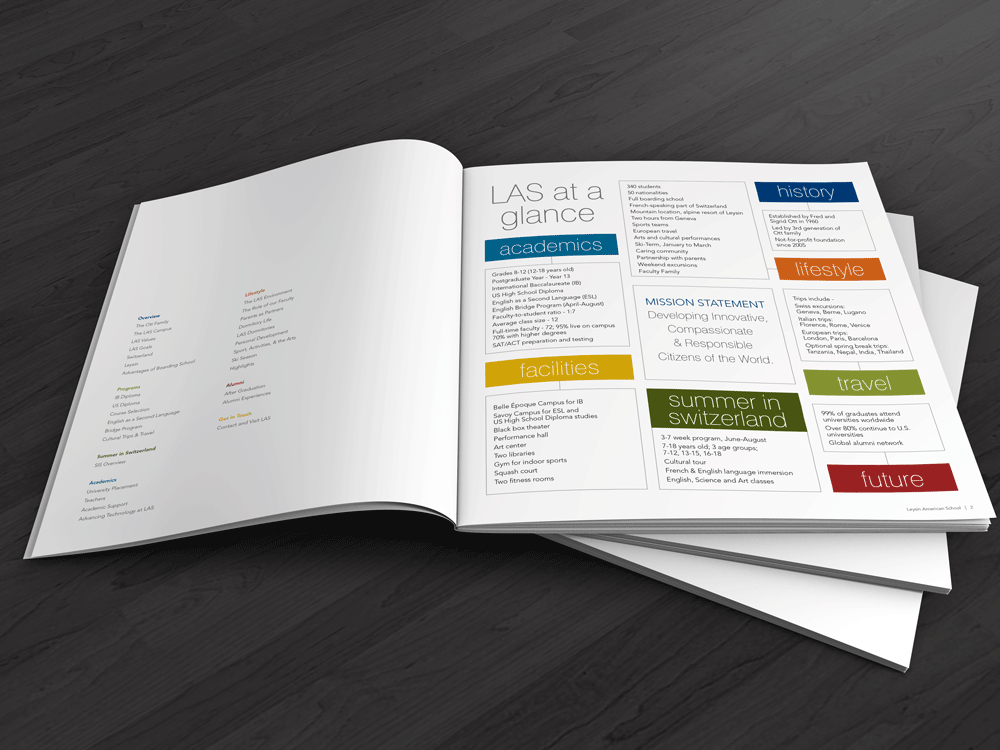 Overview
The Ott Family
The LAS Campus
LAS Values
LAS Goals
Switzerland
Leysin
Advantages of Boarding School
Programs
IB Diploma
US Diploma
Course Selection
English as a Second Language
Bridge Program
Cultural Trips & Travel
Summer in Switzerland
SIS Overview
Academics
University Placement
Teachers
Academic Support
Advancing Technology at LAS
Lifestyle
The LAS Environment
The Role of our Faculty
Parents as Partners
Dormitory Life
LAS Dormitories
Personal Development
Sport, Activities, & the Arts
Ski Season
Highlights
Alumni
After Graduation
Alumni Experiences
Get in Touch
Contact and Visit LAS
LAS at a
glance
academics
Grades 8-12 (12-18 years old)
Postgraduate Year - Year 13
International Baccalaureate (IB)
US High School Diploma
English as a Second Language (ESL)
English Bridge Program (April-August)
Faculty-to-student ratio - 1:7
Average class size - 12
Full-time faculty - 72; 95% live on campus
70% with higher degrees
SAT/ACT preparation and testing
facilities
Belle Époque Campus for IB
Savoy Campus for ESL and
US High School Diploma studies
Black box theater
Performance hall
Art center
Two libraries
Gym for indoor sports
Squash court
Two fitness rooms
340 students
50 nationalities
Full boarding school
French-speaking part of Switzerland
Mountain location, alpine resort of Leysin
Two hours from Geneva
Sports teams
European travel
Arts and cultural performances
Ski-Term, January to March
Caring community
Partnership with parents
Weekend excursions
Faculty Family
MISSION STATEMENT
Developing Innovative,
Compassionate
& Responsible
Citizens of the World.
summer in
switzerland
3-7 week program, June-August
7-18 years old; 3 age groups;
7-12, 13-15, 16-18
Cultural tour
French & English language immersion
English, Science and Art classes
history
Established by Fred and
Sigrid Ott in 1960
Led by 3rd generation of
Ott family
Not-for-profit foundation
since 2005
lifestyle
Trips include -
Swiss excursions:
Geneva, Berne, Lugano
Italian trips:
Florence, Rome, Venice
European trips:
London, Paris, Barcelona
Optional spring break trips:
Tanzania, Nepal, India, Thailand
travel
99% of graduates attend
universities worldwide
Over 80% continue to U.S.
universities
Global alumni network
future
Leysin American School | 2